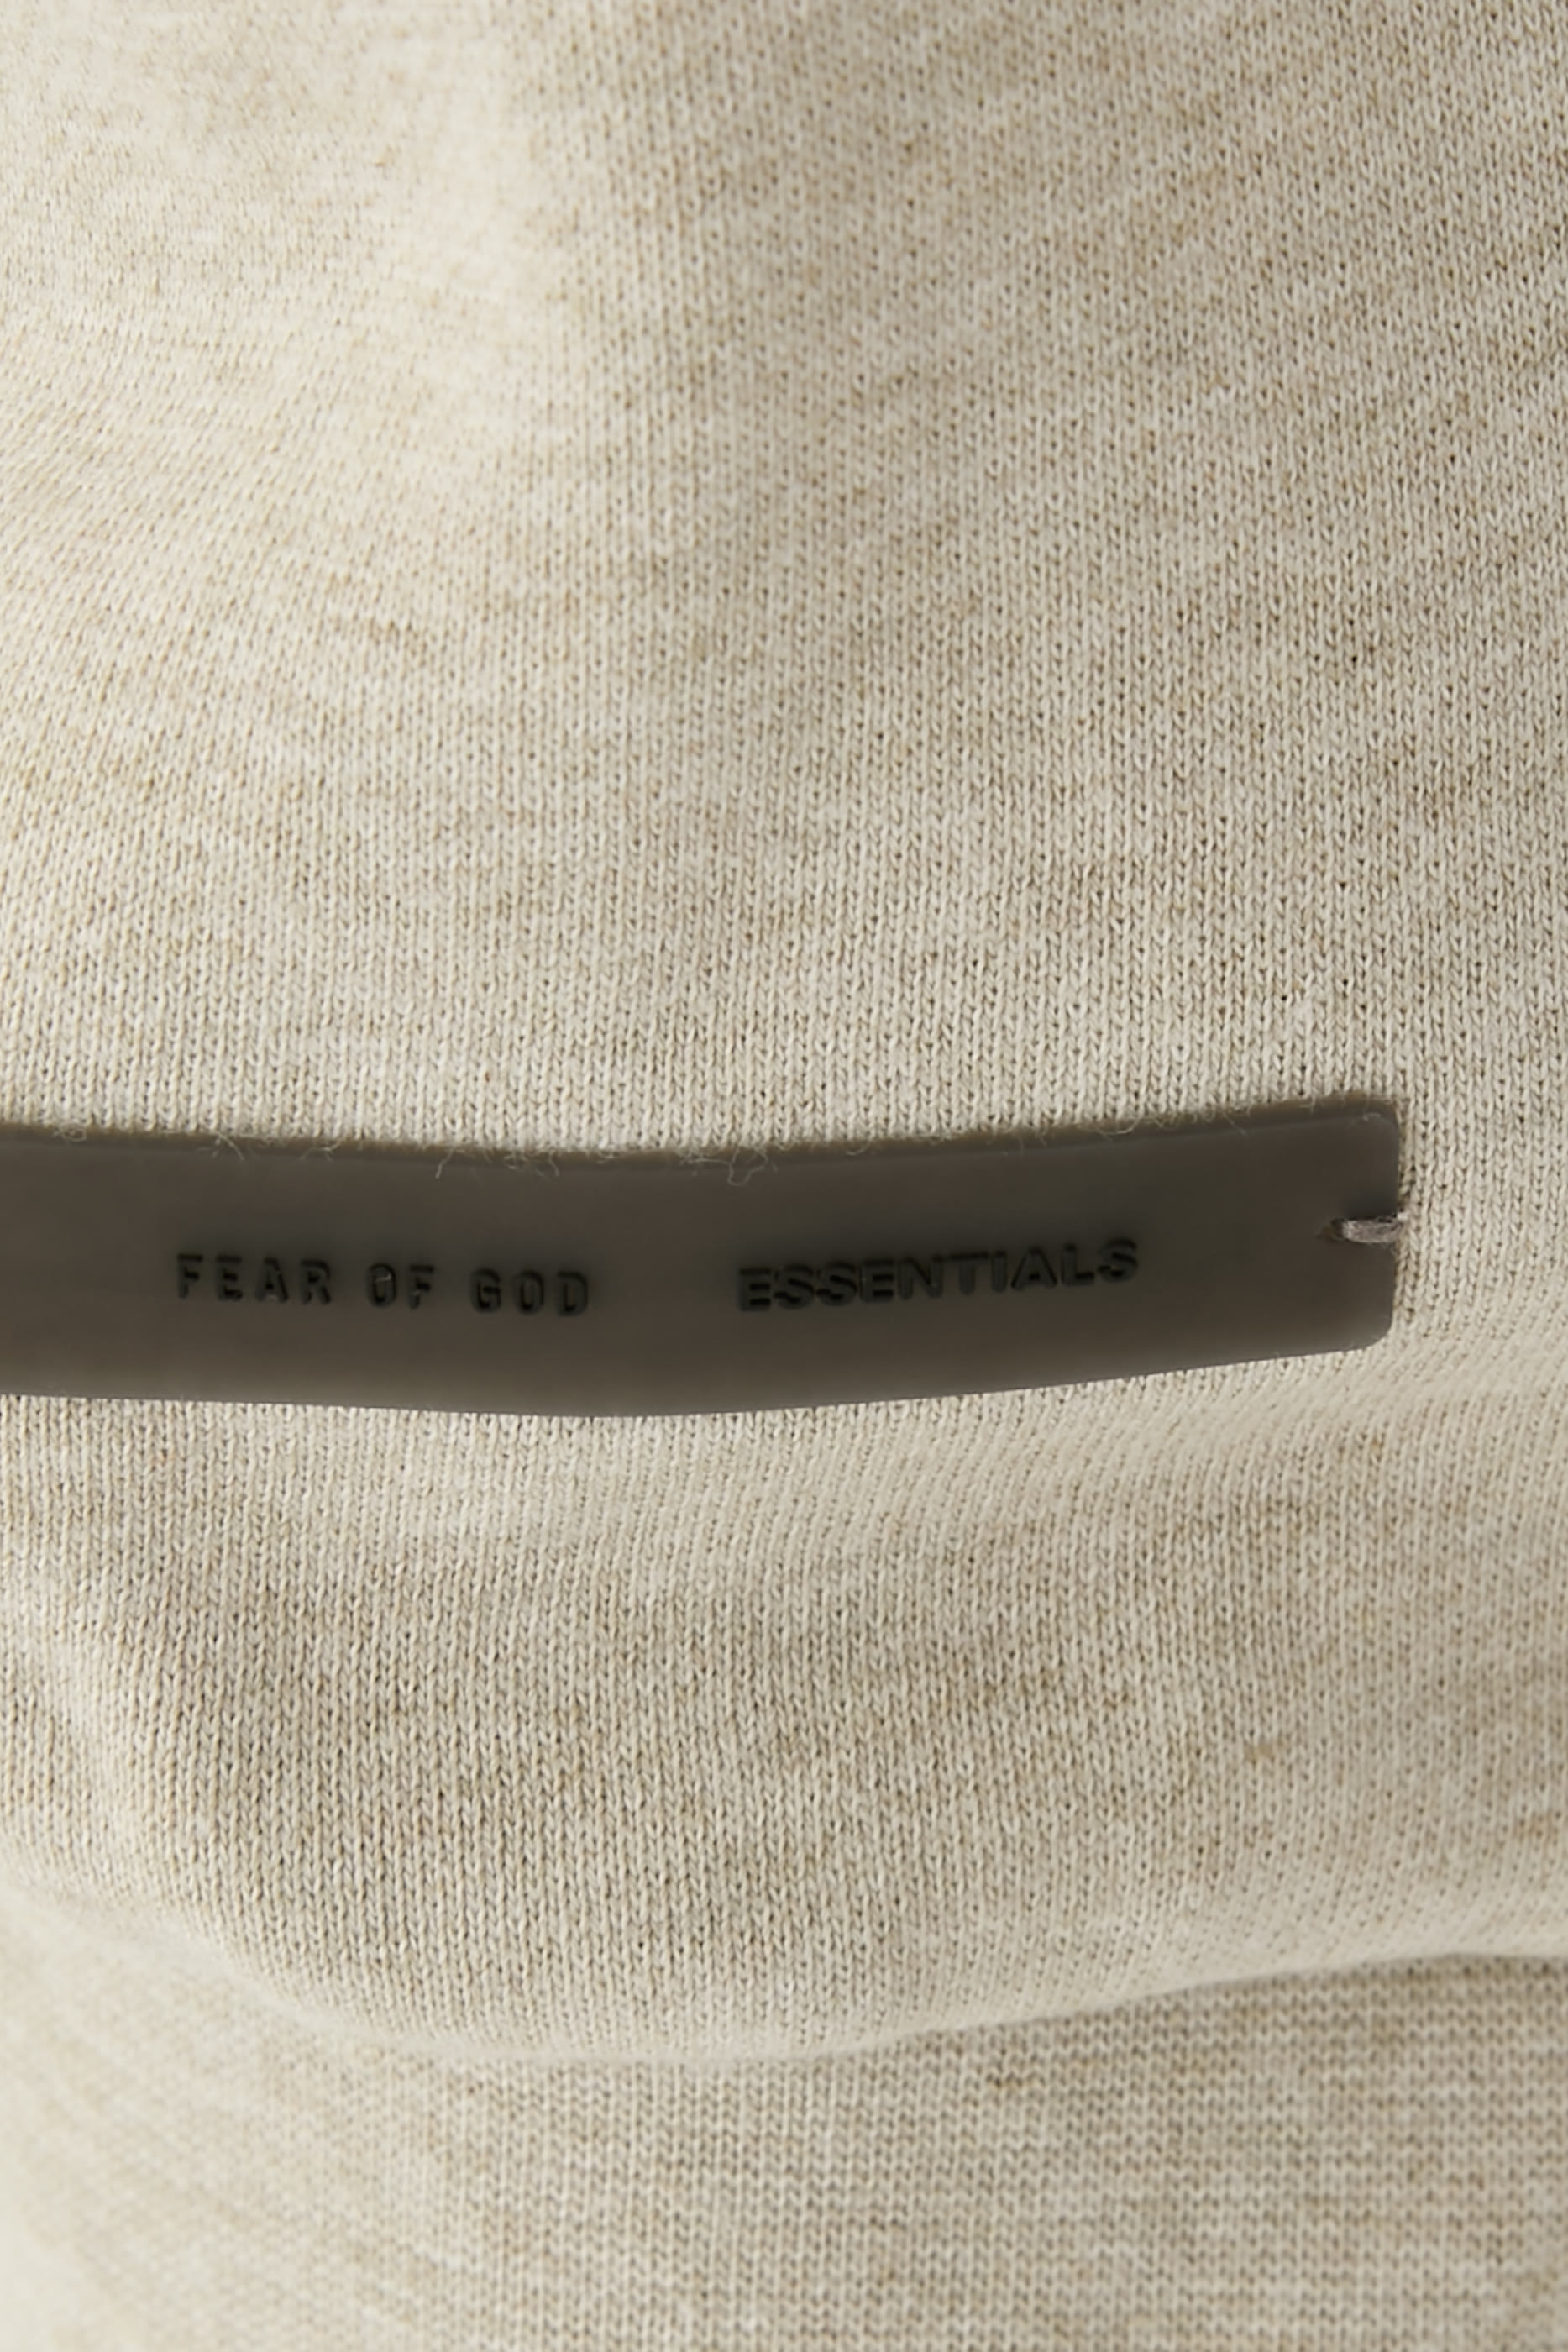 FEAR OF GOD ESSENTIALS